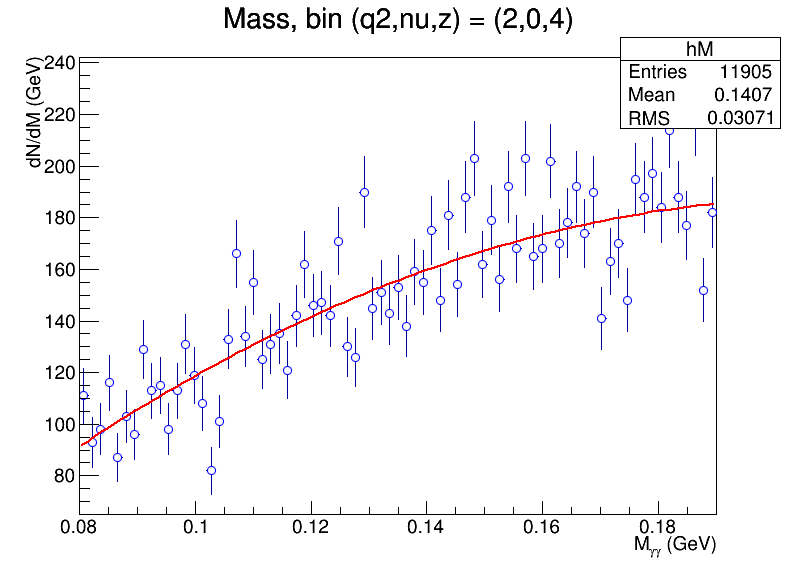 Mass, bin (q2,nu,z) = (2,0,4)
hM
Entries 11905
Mean 0.1407
RMS 0.03071
dN/dM (GeV)
240
220
200
180
160
140
120
100
80
0.08 0.1 0.12 0.14 0.16 0.18
Mγγ (GeV)